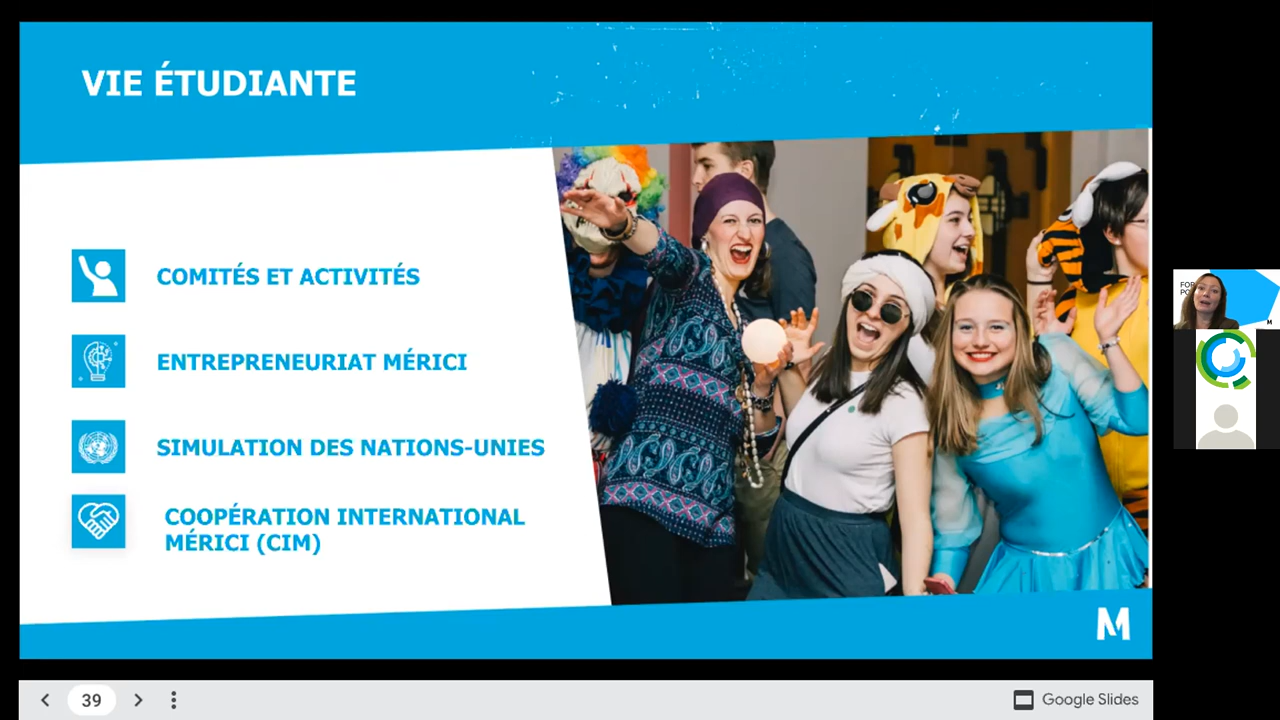 VIE ÉTUDIANTE
COMITÉS ET ACTIVITÉS
ENTREPRENEURIAT MÉRICI
SIMULATION DES NATIONS-UNIES
COOPÉRATION INTERNATIONAL
MÉRICI (CIM)
M
39
Google Slides
M